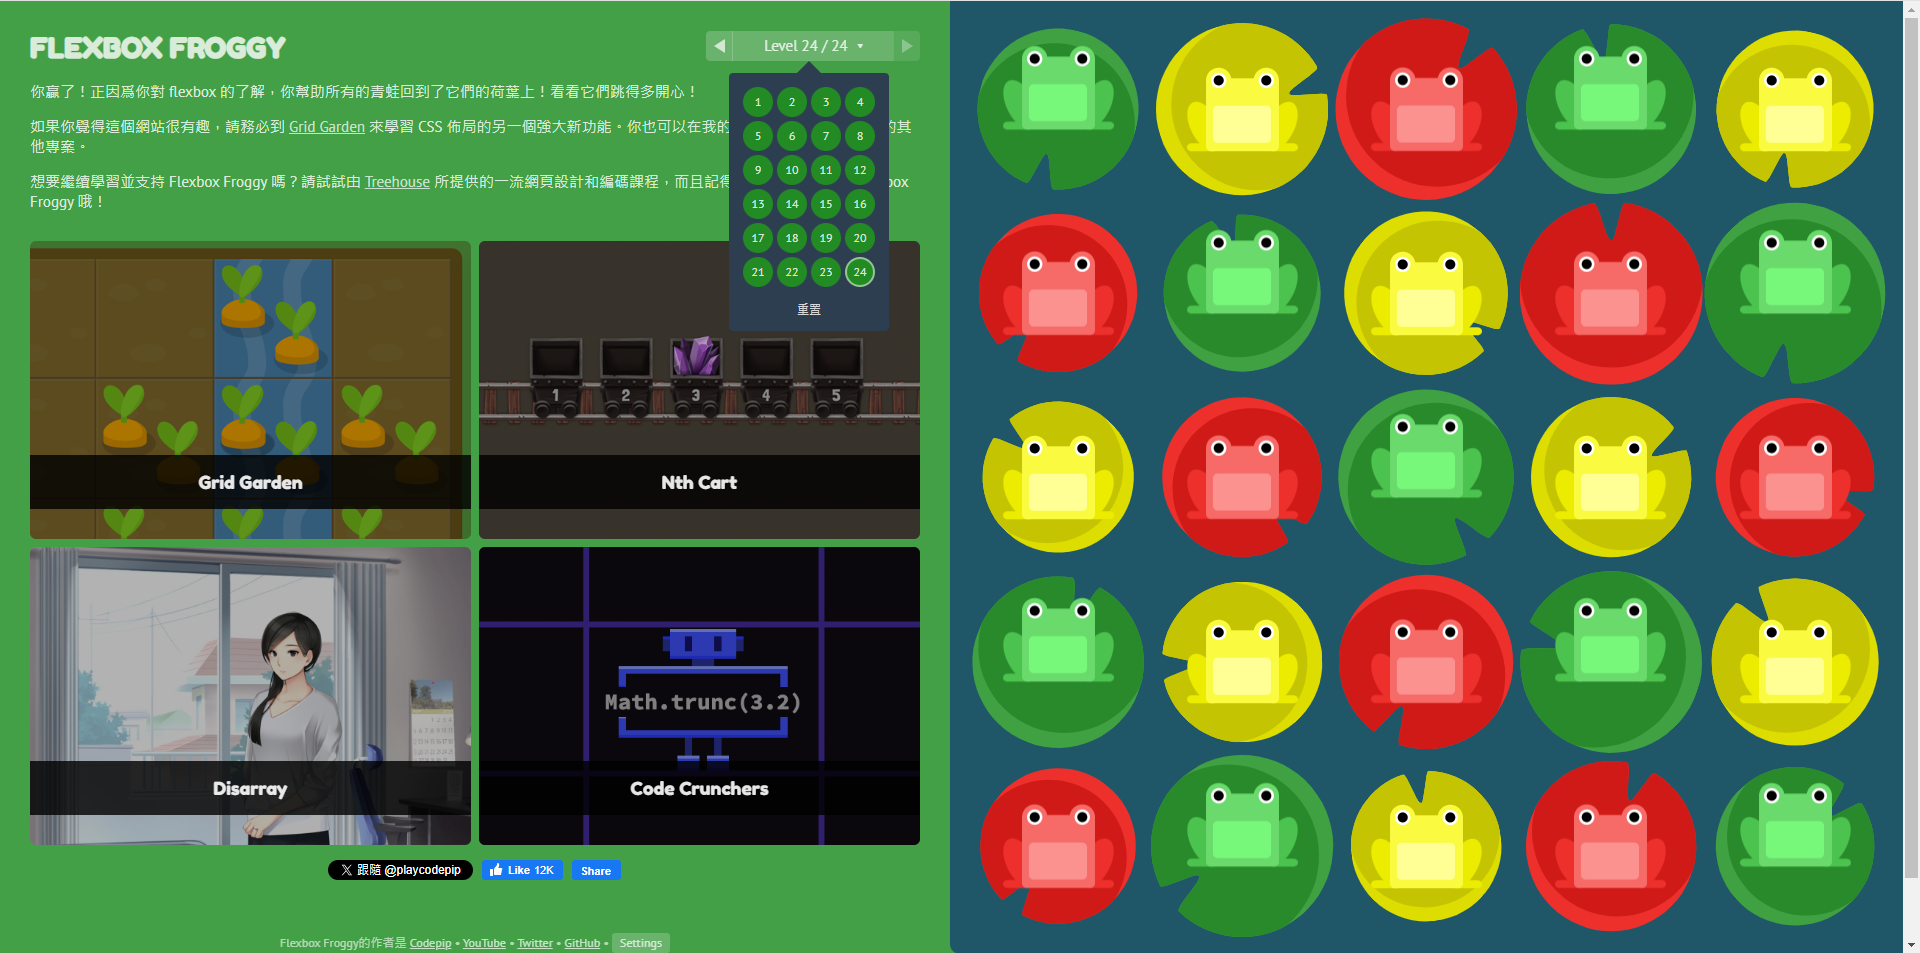 FLEXBOX FROGGY
Level 24 / 24
你贏了！正因爲你對 flexbox 的了解，你幫助所有的青蛙回到了它們的荷葉上！看看它們跳得多開心！
如果你覺得這個網站很有趣，請務必到 Grid Garden 來學習 CSS 佈局的另一個強大新功能。你也可以在我的
的其
他專案。
想要繼續學習並支持 Flexbox Froggy 嗎？請試試由 Treehouse 所提供的一流網頁設計和編碼課程，而且記得
box
Froggy 哦！
1 2 3 4
5 6 7 8
9 10 11 12
13 14 15 16
17 18 19 20
21 22 23 24
重置
1 2 3 4 5
Grid Garden
Nth Cart
Math.trunc(3.2)
Disarray
Code Crunchers
X 跟隨 @playcodepip
Like 12K
Share
Flexbox Froggy的作者是 Codepip • YouTube • Twitter • GitHub • Settings